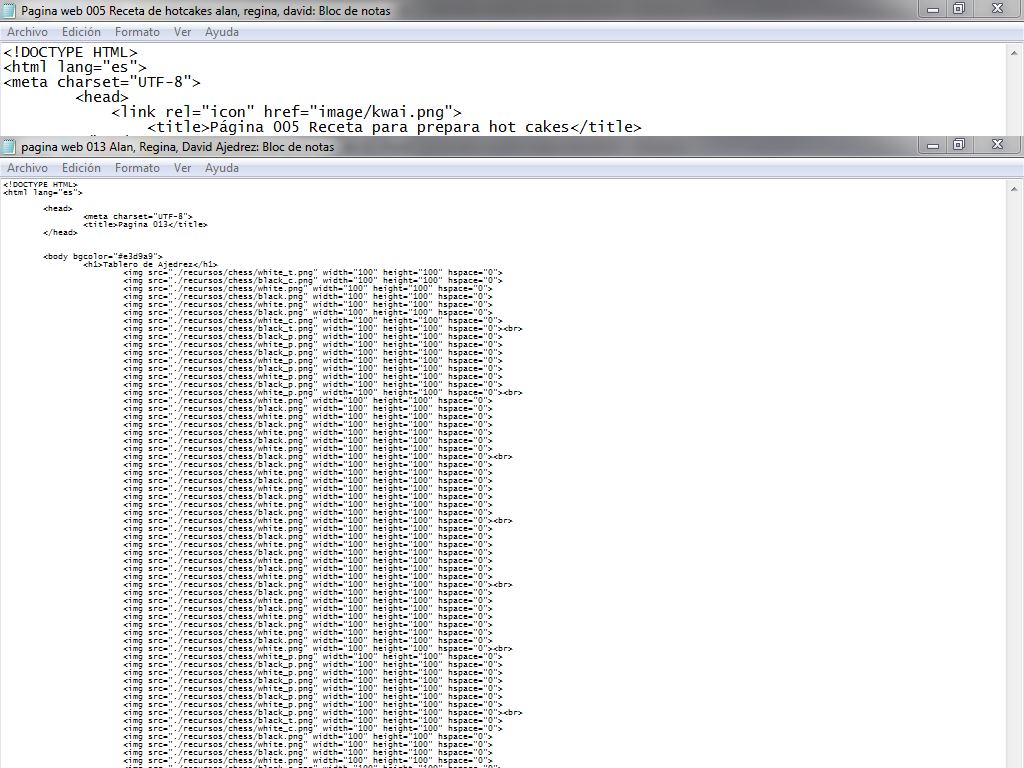 Pagina web 005 Receta de hotcakes alan, regina, david: Bloc de notas
Archivo Edición Formato Ver Ayuda
<!DOCTYPE HTML>
<html lang="es">
<meta charset="UTF-8">
<head>
<link rel="icon" href="image/kwai.png">
<title>Página 005 Receta para prepara hot cakes</title>
pagina web 013 Alan, Regina, David Ajedrez: Bloc de notas
Archivo Edición Formato Ver Ayuda
<!DOCTYPE HTML>
<html lang="es">
<head>
<meta charset="UTF-8">
<title>Pagina 013</title>
</head>
<body bgcolor="#e3d9a9">
<h1>Tablero de Ajedrez</h1>
<img src="./recursos/chess/white_t.png" width="100" height="100" hspace="0">
<img src="./recursos/chess/black_c.png" width="100" height="100" hspace="0">
<img src="./recursos/chess/white.png" width="100" height="100" hspace="0">
<img src="./recursos/chess/black.png" width="100" height="100" hspace="0">
<img src="./recursos/chess/white.png" width="100" height="100" hspace="0">
<img src="./recursos/chess/black.png" width="100" height="100" hspace="0">
<img src="./recursos/chess/white_c.png" width="100" height="100" hspace="0">
<img src="./recursos/chess/black_t.png" width="100" height="100" hspace="0"><br>
<img src="./recursos/chess/black_p.png" width="100" height="100" hspace="0">
<img src="./recursos/chess/white_p.png" width="100" height="100" hspace="0">
<img src="./recursos/chess/black_p.png" width="100" height="100" hspace="0">
<img src="./recursos/chess/white_p.png" width="100" height="100" hspace="0">
<img src="./recursos/chess/black_p.png" width="100" height="100" hspace="0">
<img src="./recursos/chess/white_p.png" width="100" height="100" hspace="0">
<img src="./recursos/chess/black_p.png" width="100" height="100" hspace="0">
<img src="./recursos/chess/white_p.png" width="100" height="100" hspace="0"><br>
<img src="./recursos/chess/white.png" width="100" height="100" hspace="0">
<img src="./recursos/chess/black.png" width="100" height="100" hspace="0">
<img src="./recursos/chess/white.png" width="100" height="100" hspace="0">
<img src="./recursos/chess/black.png" width="100" height="100" hspace="0">
<img src="./recursos/chess/white.png" width="100" height="100" hspace="0">
<img src="./recursos/chess/black.png" width="100" height="100" hspace="0">
<img src="./recursos/chess/white.png" width="100" height="100" hspace="0">
<img src="./recursos/chess/black.png" width="100" height="100" hspace="0"><br>
<img src="./recursos/chess/black.png" width="100" height="100" hspace="0">
<img src="./recursos/chess/white.png" width="100" height="100" hspace="0">
<img src="./recursos/chess/black.png" width="100" height="100" hspace="0">
<img src="./recursos/chess/white.png" width="100" height="100" hspace="0">
<img src="./recursos/chess/black.png" width="100" height="100" hspace="0">
<img src="./recursos/chess/white.png" width="100" height="100" hspace="0">
<img src="./recursos/chess/black.png" width="100" height="100" hspace="0">
<img src="./recursos/chess/white.png" width="100" height="100" hspace="0"><br>
<img src="./recursos/chess/white.png" width="100" height="100" hspace="0">
<img src="./recursos/chess/black.png" width="100" height="100" hspace="0">
<img src="./recursos/chess/white.png" width="100" height="100" hspace="0">
<img src="./recursos/chess/black.png" width="100" height="100" hspace="0">
<img src="./recursos/chess/white.png" width="100" height="100" hspace="0">
<img src="./recursos/chess/black.png" width="100" height="100" hspace="0">
<img src="./recursos/chess/white.png" width="100" height="100" hspace="0">
<img src="./recursos/chess/black.png" width="100" height="100" hspace="0"><br>
<img src="./recursos/chess/black.png" width="100" height="100" hspace="0">
<img src="./recursos/chess/white.png" width="100" height="100" hspace="0">
<img src="./recursos/chess/black.png" width="100" height="100" hspace="0">
<img src="./recursos/chess/white.png" width="100" height="100" hspace="0">
<img src="./recursos/chess/black.png" width="100" height="100" hspace="0">
<img src="./recursos/chess/white.png" width="100" height="100" hspace="0">
<img src="./recursos/chess/black.png" width="100" height="100" hspace="0">
<img src="./recursos/chess/white.png" width="100" height="100" hspace="0"><br>
<img src="./recursos/chess/white_p.png" width="100" height="100" hspace="0">
<img src="./recursos/chess/black_p.png" width="100" height="100" hspace="0">
<img src="./recursos/chess/white_p.png" width="100" height="100" hspace="0">
<img src="./recursos/chess/black_p.png" width="100" height="100" hspace="0">
<img src="./recursos/chess/white_p.png" width="100" height="100" hspace="0">
<img src="./recursos/chess/black_p.png" width="100" height="100" hspace="0">
<img src="./recursos/chess/white_p.png" width="100" height="100" hspace="0">
<img src="./recursos/chess/black_p.png" width="100" height="100" hspace="0"><br>
<img src="./recursos/chess/black_t.png" width="100" height="100" hspace="0">
<img src="./recursos/chess/white_c.png" width="100" height="100" hspace="0">
<img src="./recursos/chess/black.png" width="100" height="100" hspace="0">
<img src="./recursos/chess/white.png" width="100" height="100" hspace="0">
<img src="./recursos/chess/black.png" width="100" height="100" hspace="0">
<img src="./recursos/chess/white.png" width="100" height="100" hspace="0">